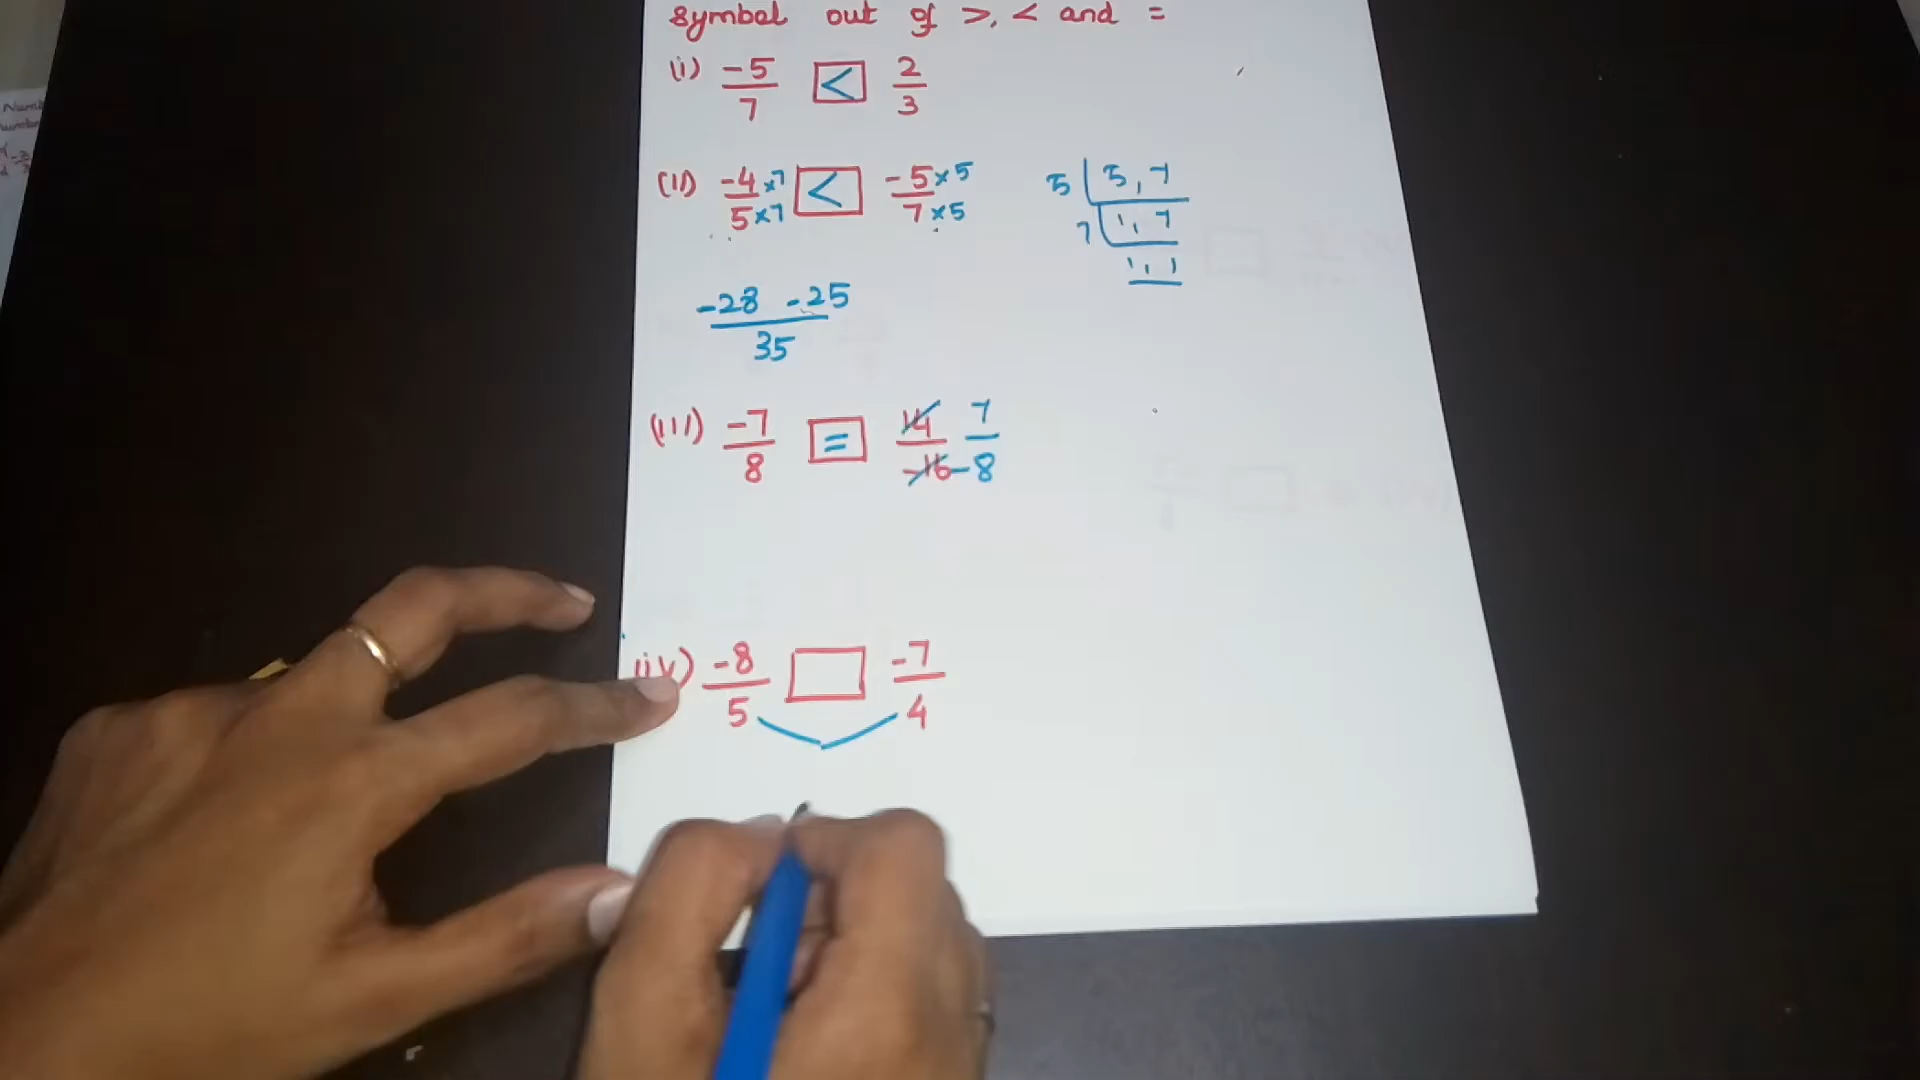 Symbol out of >, < and =
(i) -5/7 < 2/3
(ii) -4×7/5×7 < -5×5/7×5
5 | 5, 7
7 | 1, 7
1, 1
-28 -25/35
(iii) -7/8 = 14/-16 7/-8
(iv) -8/5 □ -7/4